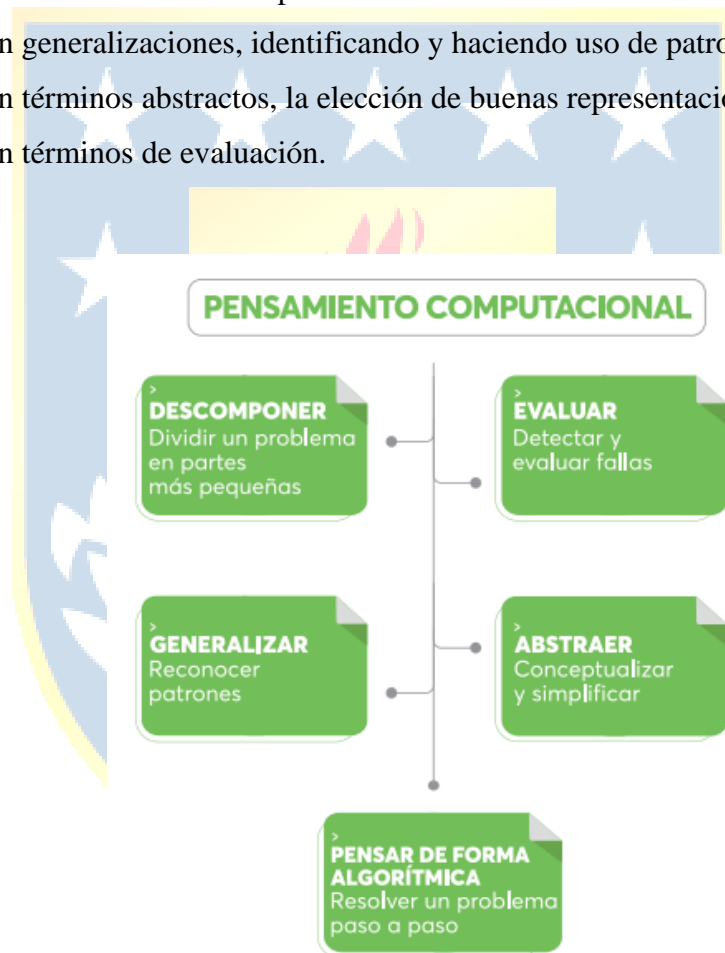 n generalizaciones, identificando y haciendo uso de patro
n términos abstractos, la elección de buenas representaci
n términos de evaluación.
PENSAMIENTO COMPUTACIONAL
>
DESCOMPONER
Dividir un problema
en partes
más pequeñas
>
EVALUAR
Detectar y
evaluar fallas
>
GENERALIZAR
Reconocer
patrones
>
ABSTRAER
Conceptualizar
y simplificar
>
PENSAR DE FORMA
ALGORÍTMICA
Resolver un problema
paso a paso